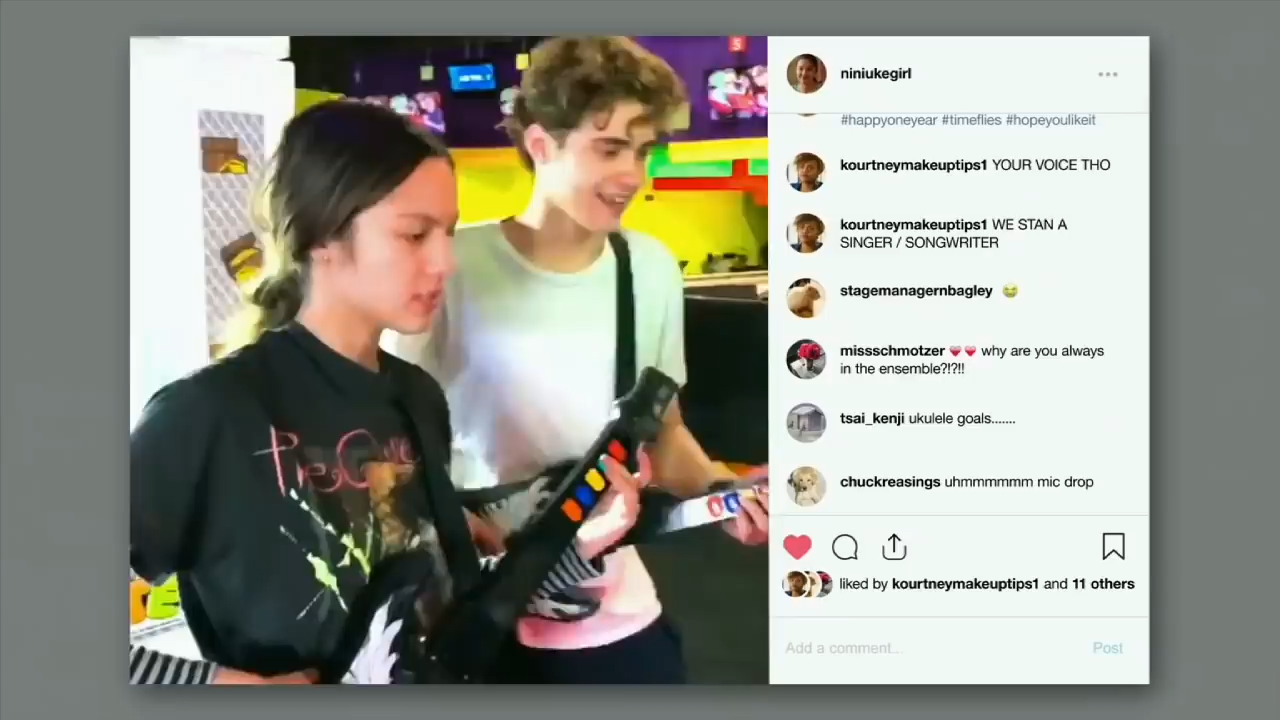 niniukegirl
#happyoneyear #timeflies #hopeyoulikeit
kourtneymakeuptips1 YOUR VOICE THO
kourtneymakeuptips1 WE STAN A
SINGER / SONGWRITER
stagemanagernbagley 😂
missschmotzer 💗💗 why are you always
in the ensemble?!?!!
tsai_kenji ukulele goals.......
chuckreasings uhmmmmmm mic drop
liked by kourtneymakeuptips1 and 11 others
Add a comment...
Post